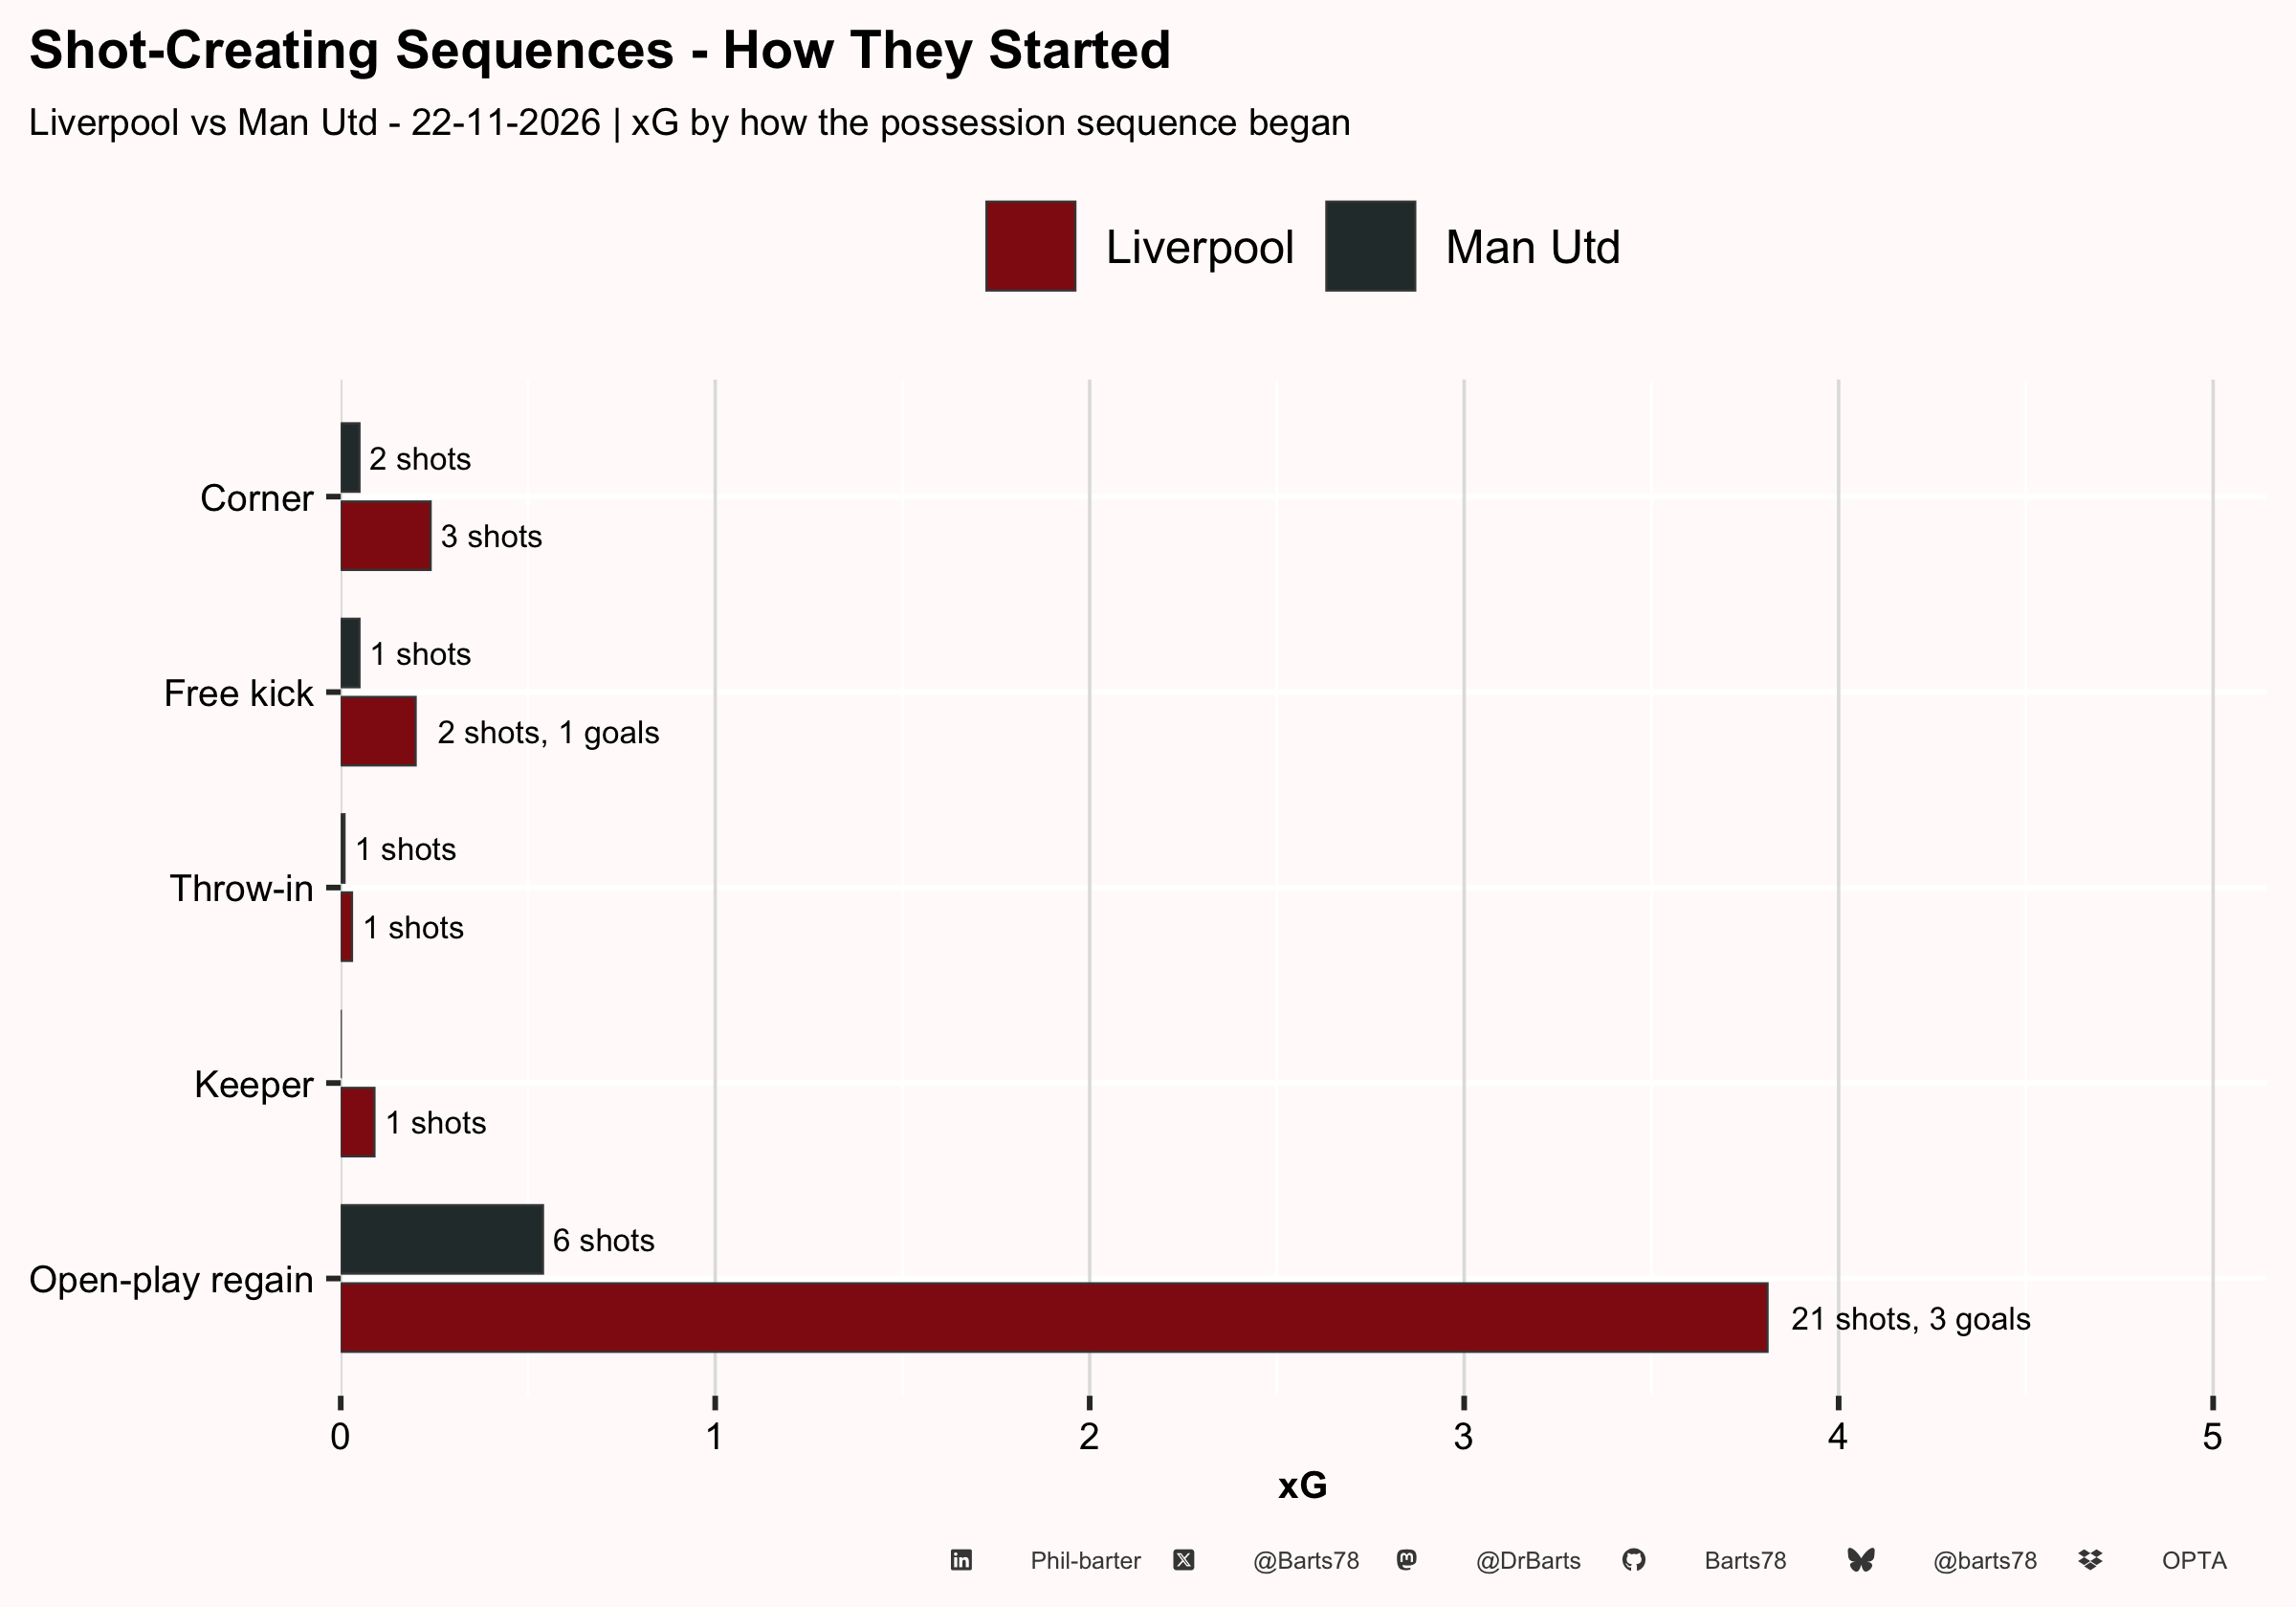 Shot-Creating Sequences - How They Started
Liverpool vs Man Utd - 22-11-2026 | xG by how the possession sequence began
Liverpool Man Utd
2 shots
Corner
3 shots
1 shots
Free kick
2 shots, 1 goals
1 shots
Throw-in
1 shots
Keeper
1 shots
6 shots
Open-play regain
21 shots, 3 goals
0 1 2 3 4 5
xG
Phil-barter @Barts78 @DrBarts Barts78 @barts78 OPTA